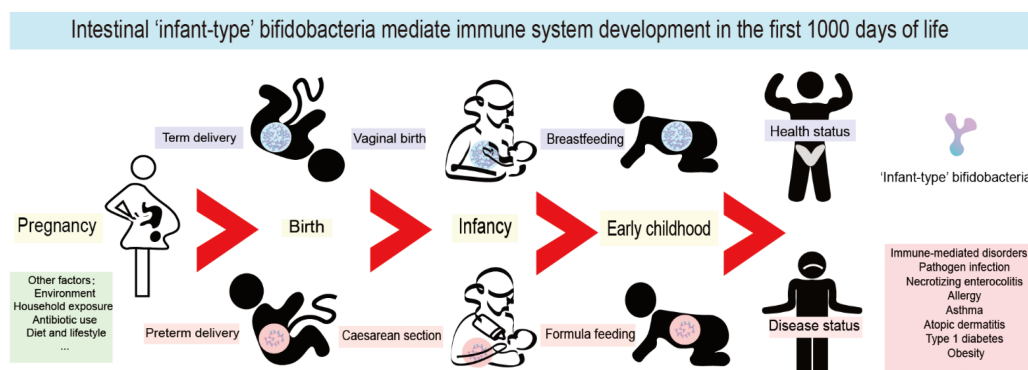 Intestinal ‘infant-type’ bifidobacteria mediate immune system development in the first 1000 days of life
Term delivery
Vaginal birth
Breastfeeding
Health status
‘Infant-type’ bifidobacteria
Pregnancy
Birth
Infancy
Early childhood
Other factors;
Environment
Household exposure
Antibiotic use
Diet and lifestyle
...
Preterm delivery
Caesarean section
Formula feeding
Disease status
Immune-mediated disorders
Pathogen infection
Necrotizing enterocolitis
Allergy
Asthma
Atopic dermatitis
Type 1 diabetes
Obesity